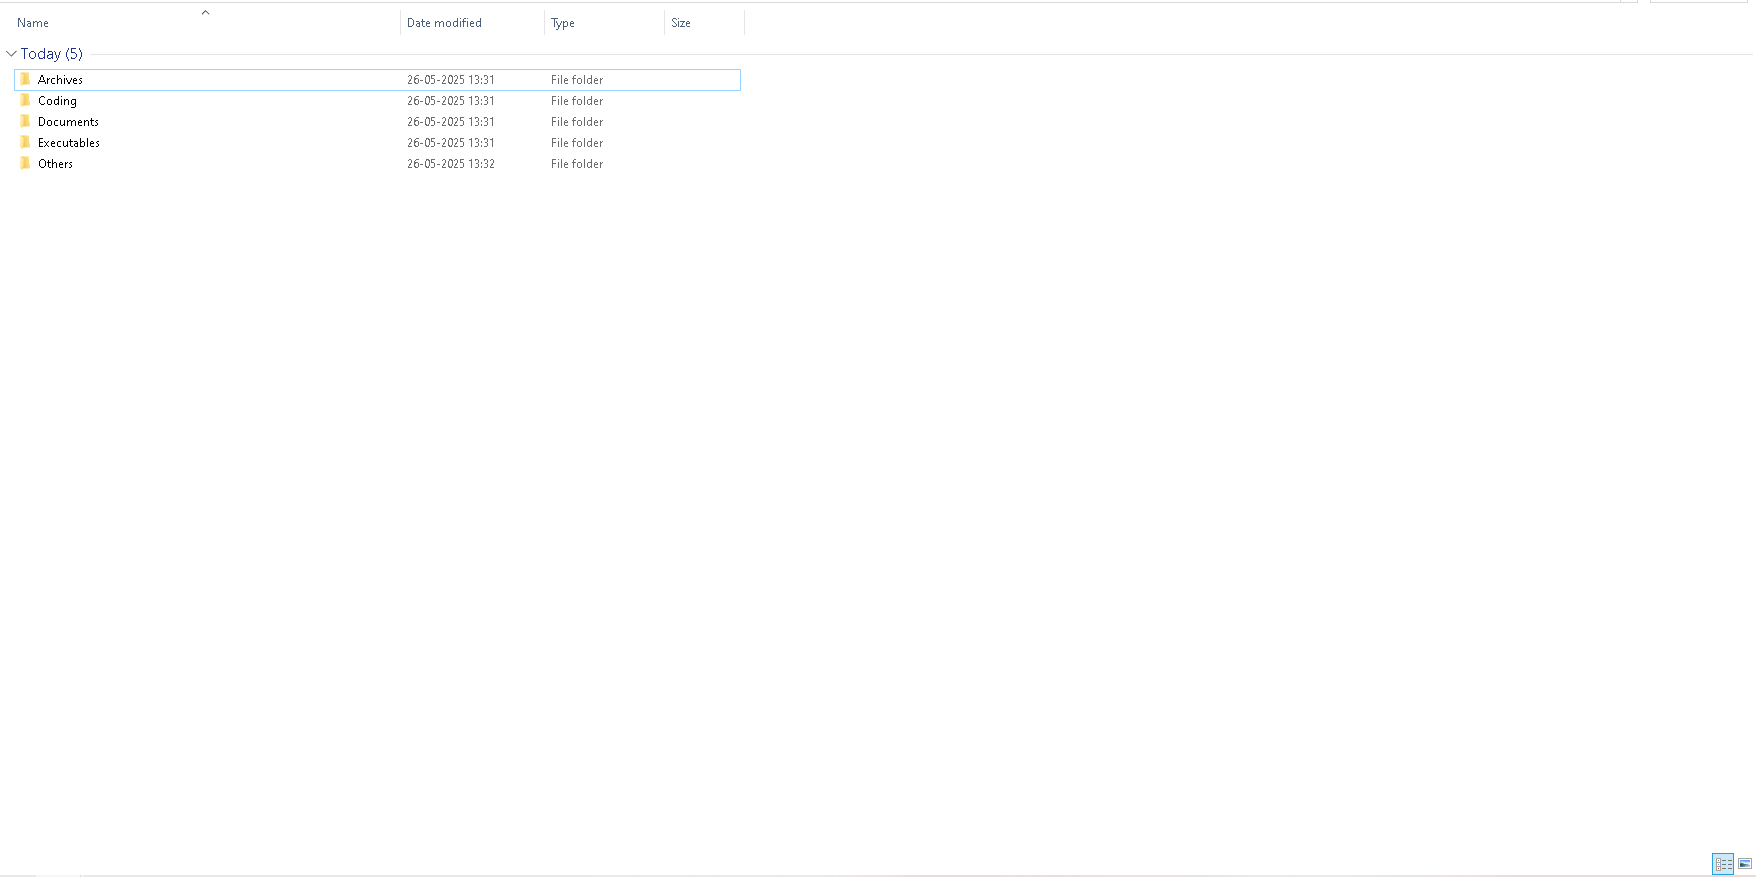 Name Date modified Type Size
Today (5)
Archives 26-05-2025 13:31 File folder
Coding 26-05-2025 13:31 File folder
Documents 26-05-2025 13:31 File folder
Executables 26-05-2025 13:31 File folder
Others 26-05-2025 13:32 File folder